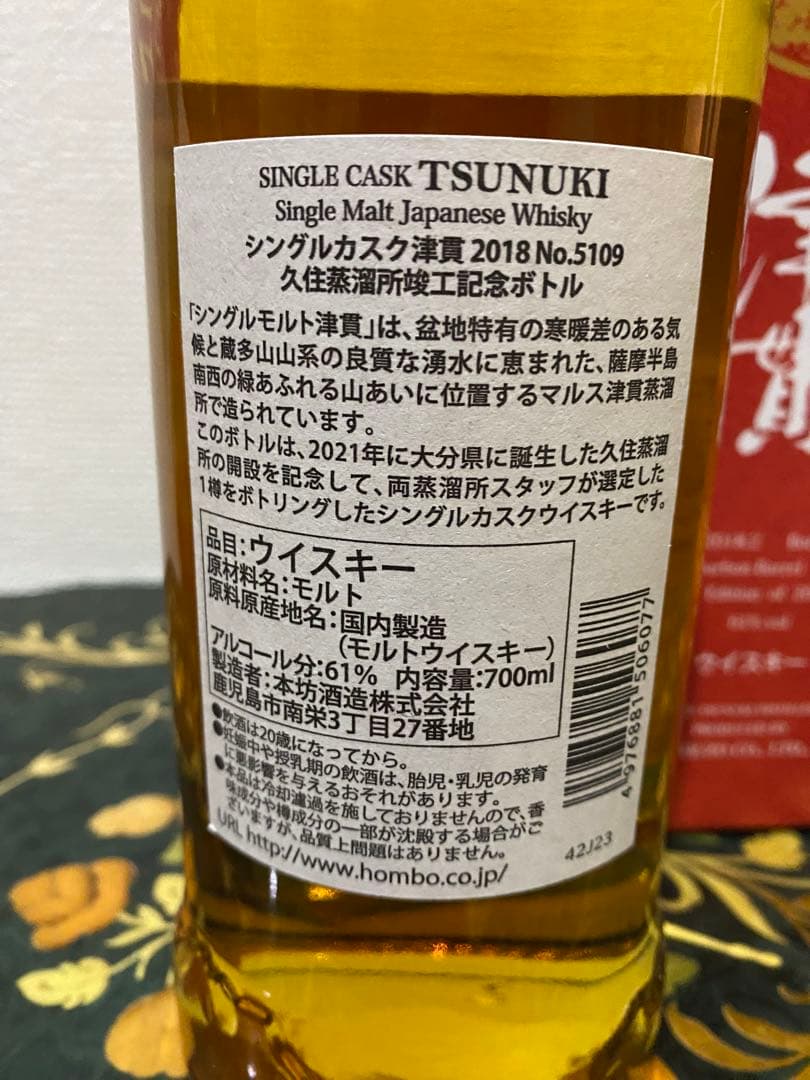 SINGLE CASK TSUNUKI
Single Malt Japanese Whisky
シングルカスク津貫 2018 No.5109
久住蒸溜所竣工記念ボトル
「シングルモルト津貫」は、盆地特有の寒暖差のある気
候と蔵多山山系の良質な湧水に恵まれた、薩摩半島
南西の緑あふれる山あいに位置するマルス津貫蒸溜
所で造られています。
このボトルは、2021年に大分県に誕生した久住蒸溜
所の開設を記念して、両蒸溜所スタッフが選定した
1樽をボトリングしたシングルカスクウイスキーです。
品目:ウイスキー
原材料名:モルト
原料原産地名:国内製造
(モルトウイスキー)
アルコール分:61% 内容量:700ml
製造者:本坊酒造株式会社
鹿児島市南栄3丁目27番地
●飲酒は20歳になってから。
●妊娠中や授乳期の飲酒は、胎児・乳児の発育
に悪影響を与えるおそれがあります。
●本品は冷却濾過を施しておりませんので、香
味成分や樽成分の一部が沈殿する場合がご
ざいますが、品質上問題はありません。
URL http://www.hombo.co.jp/
42J23
4976881506077
津貫
ウイスキー